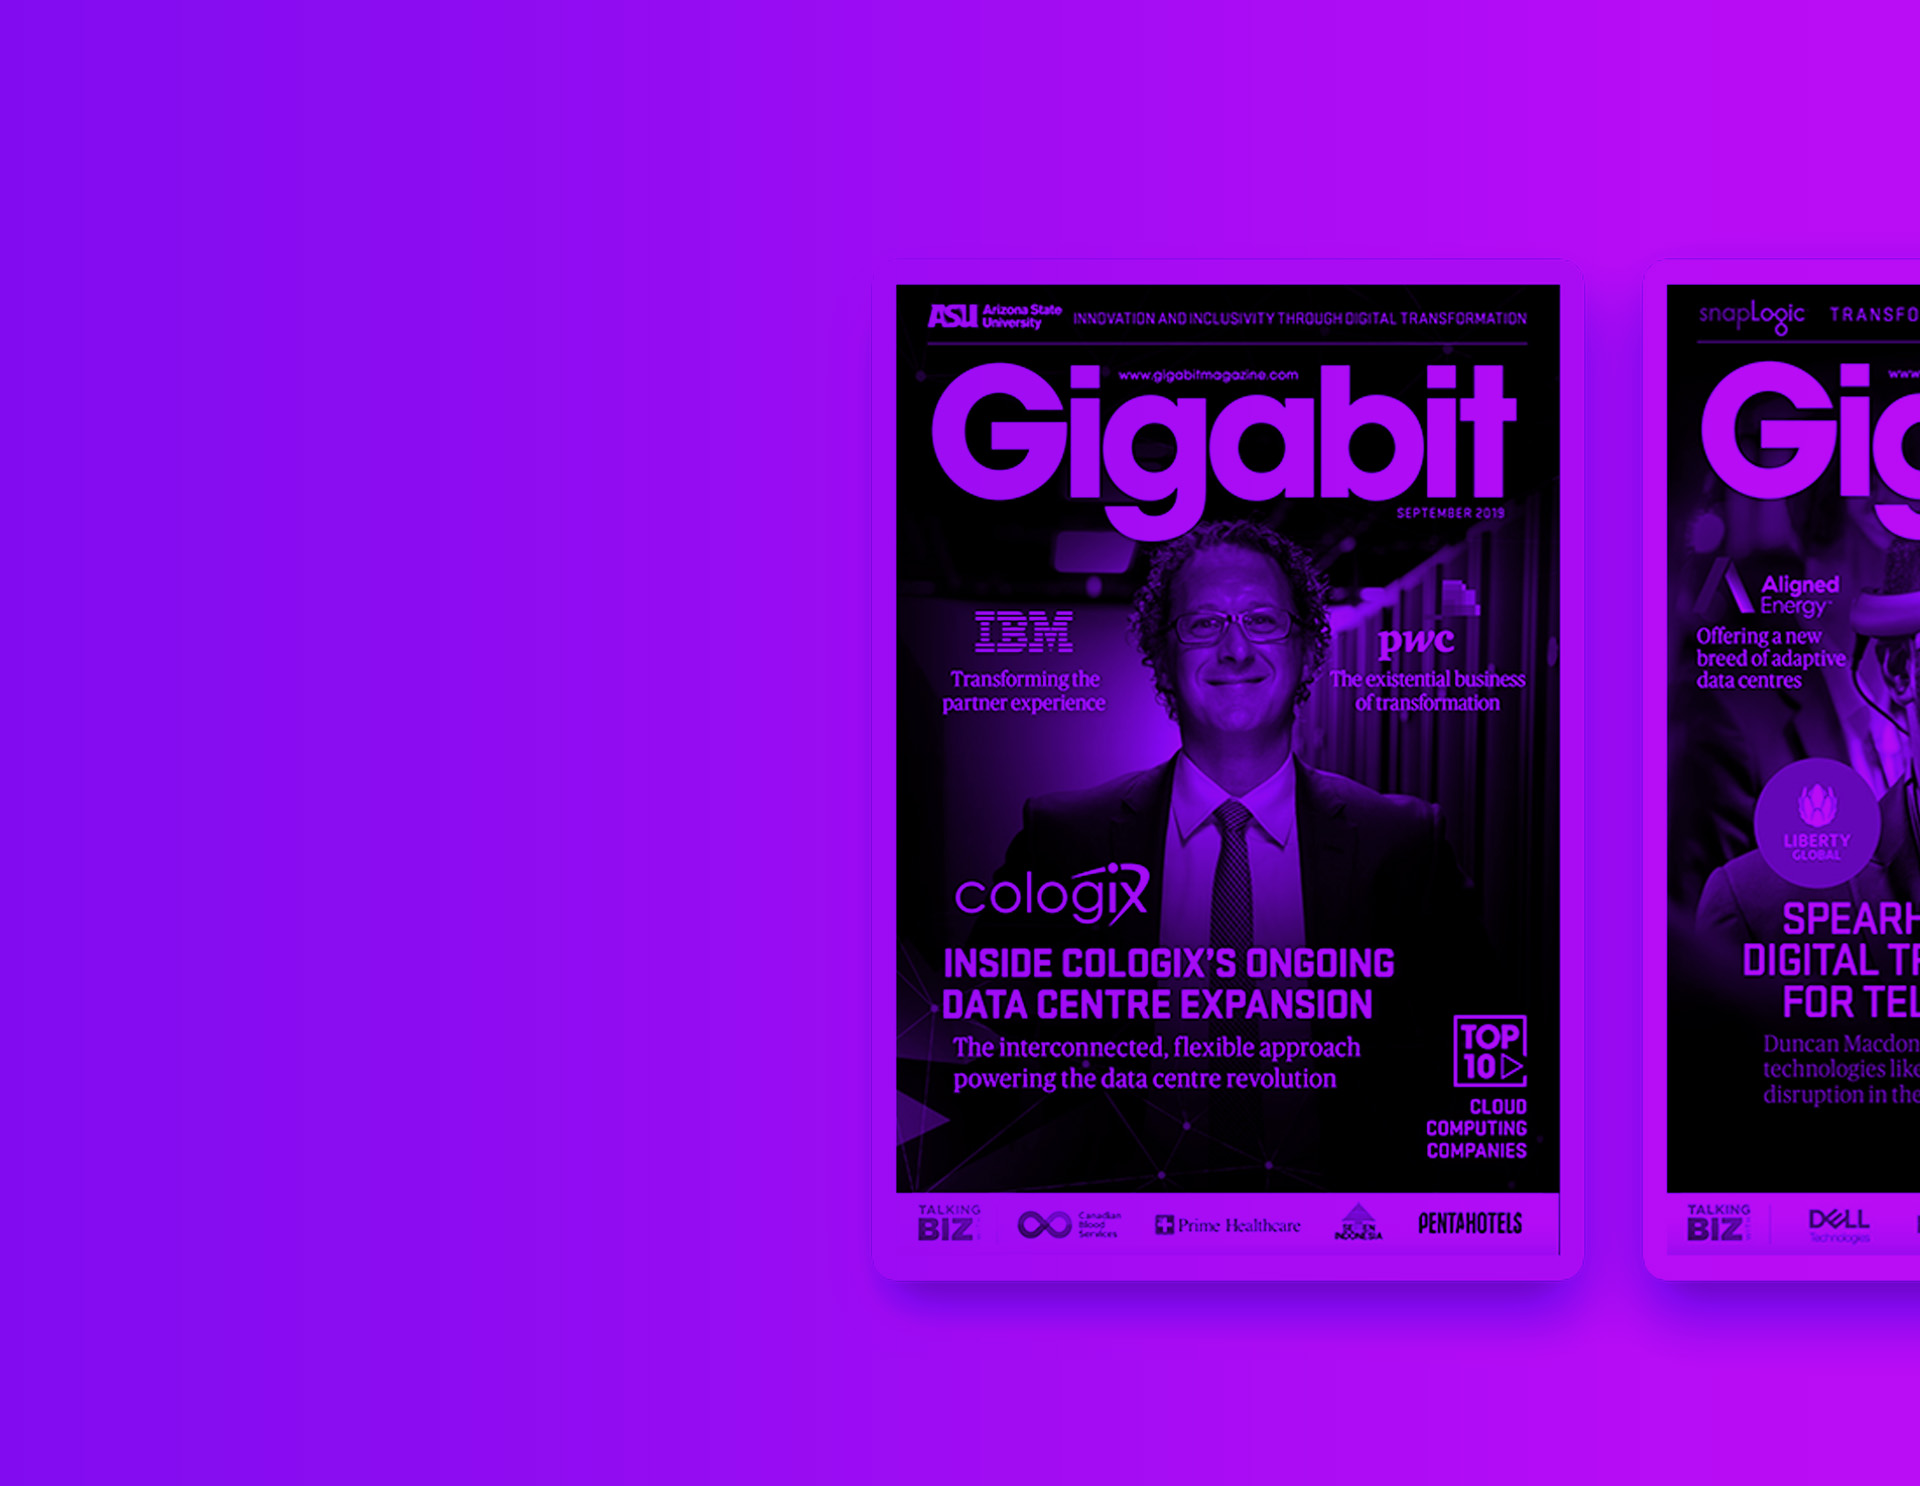 ASU Arizona State
University
INNOVATION AND INCLUSIVITY THROUGH DIGITAL TRANSFORMATION
www.gigabitmagazine.com
Gigabit
SEPTEMBER 2019
IBM
Transforming the
partner experience
pwc
The existential business
of transformation
cologix
INSIDE COLOGIX'S ONGOING
DATA CENTRE EXPANSION
The interconnected, flexible approach
powering the data centre revolution
TOP
10
CLOUD
COMPUTING
COMPANIES
TALKING
BIZ
Canadian
Blood
Services
Prime Healthcare
INDONESIA
PENTAHOTELS
snapLogic
TRANSFO
www
Gig
Aligned
Energy
Offering a new
breed of adaptive
data centres
LIBERTY
GLOBAL
SPEARH
DIGITAL TR
FOR TEL
Duncan Macdon
technologies like
disruption in the
TALKING
BIZ
DELL
Technologies